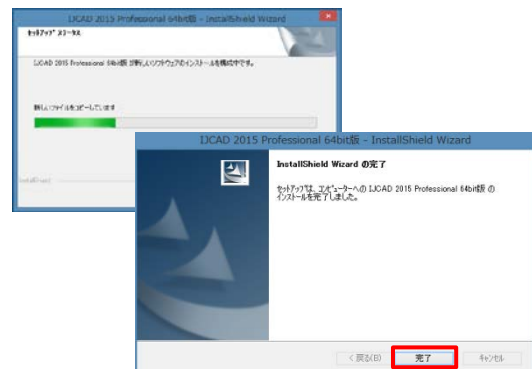 IJCAD 2015 Professional 64bit版 - InstallShield Wizard
セットアップ ステータス
IJCAD 2015 Professional 64bit版 が新しいソフトウェアのインストールを構成中です。
新しいファイルをコピーしています
InstallShield
IJCAD 2015 Professional 64bit版 - InstallShield Wizard
InstallShield Wizard の完了
セットアップは、コンピューターへの IJCAD 2015 Professional 64bit版 の
インストールを完了しました。
< 戻る(B)
完了
キャンセル